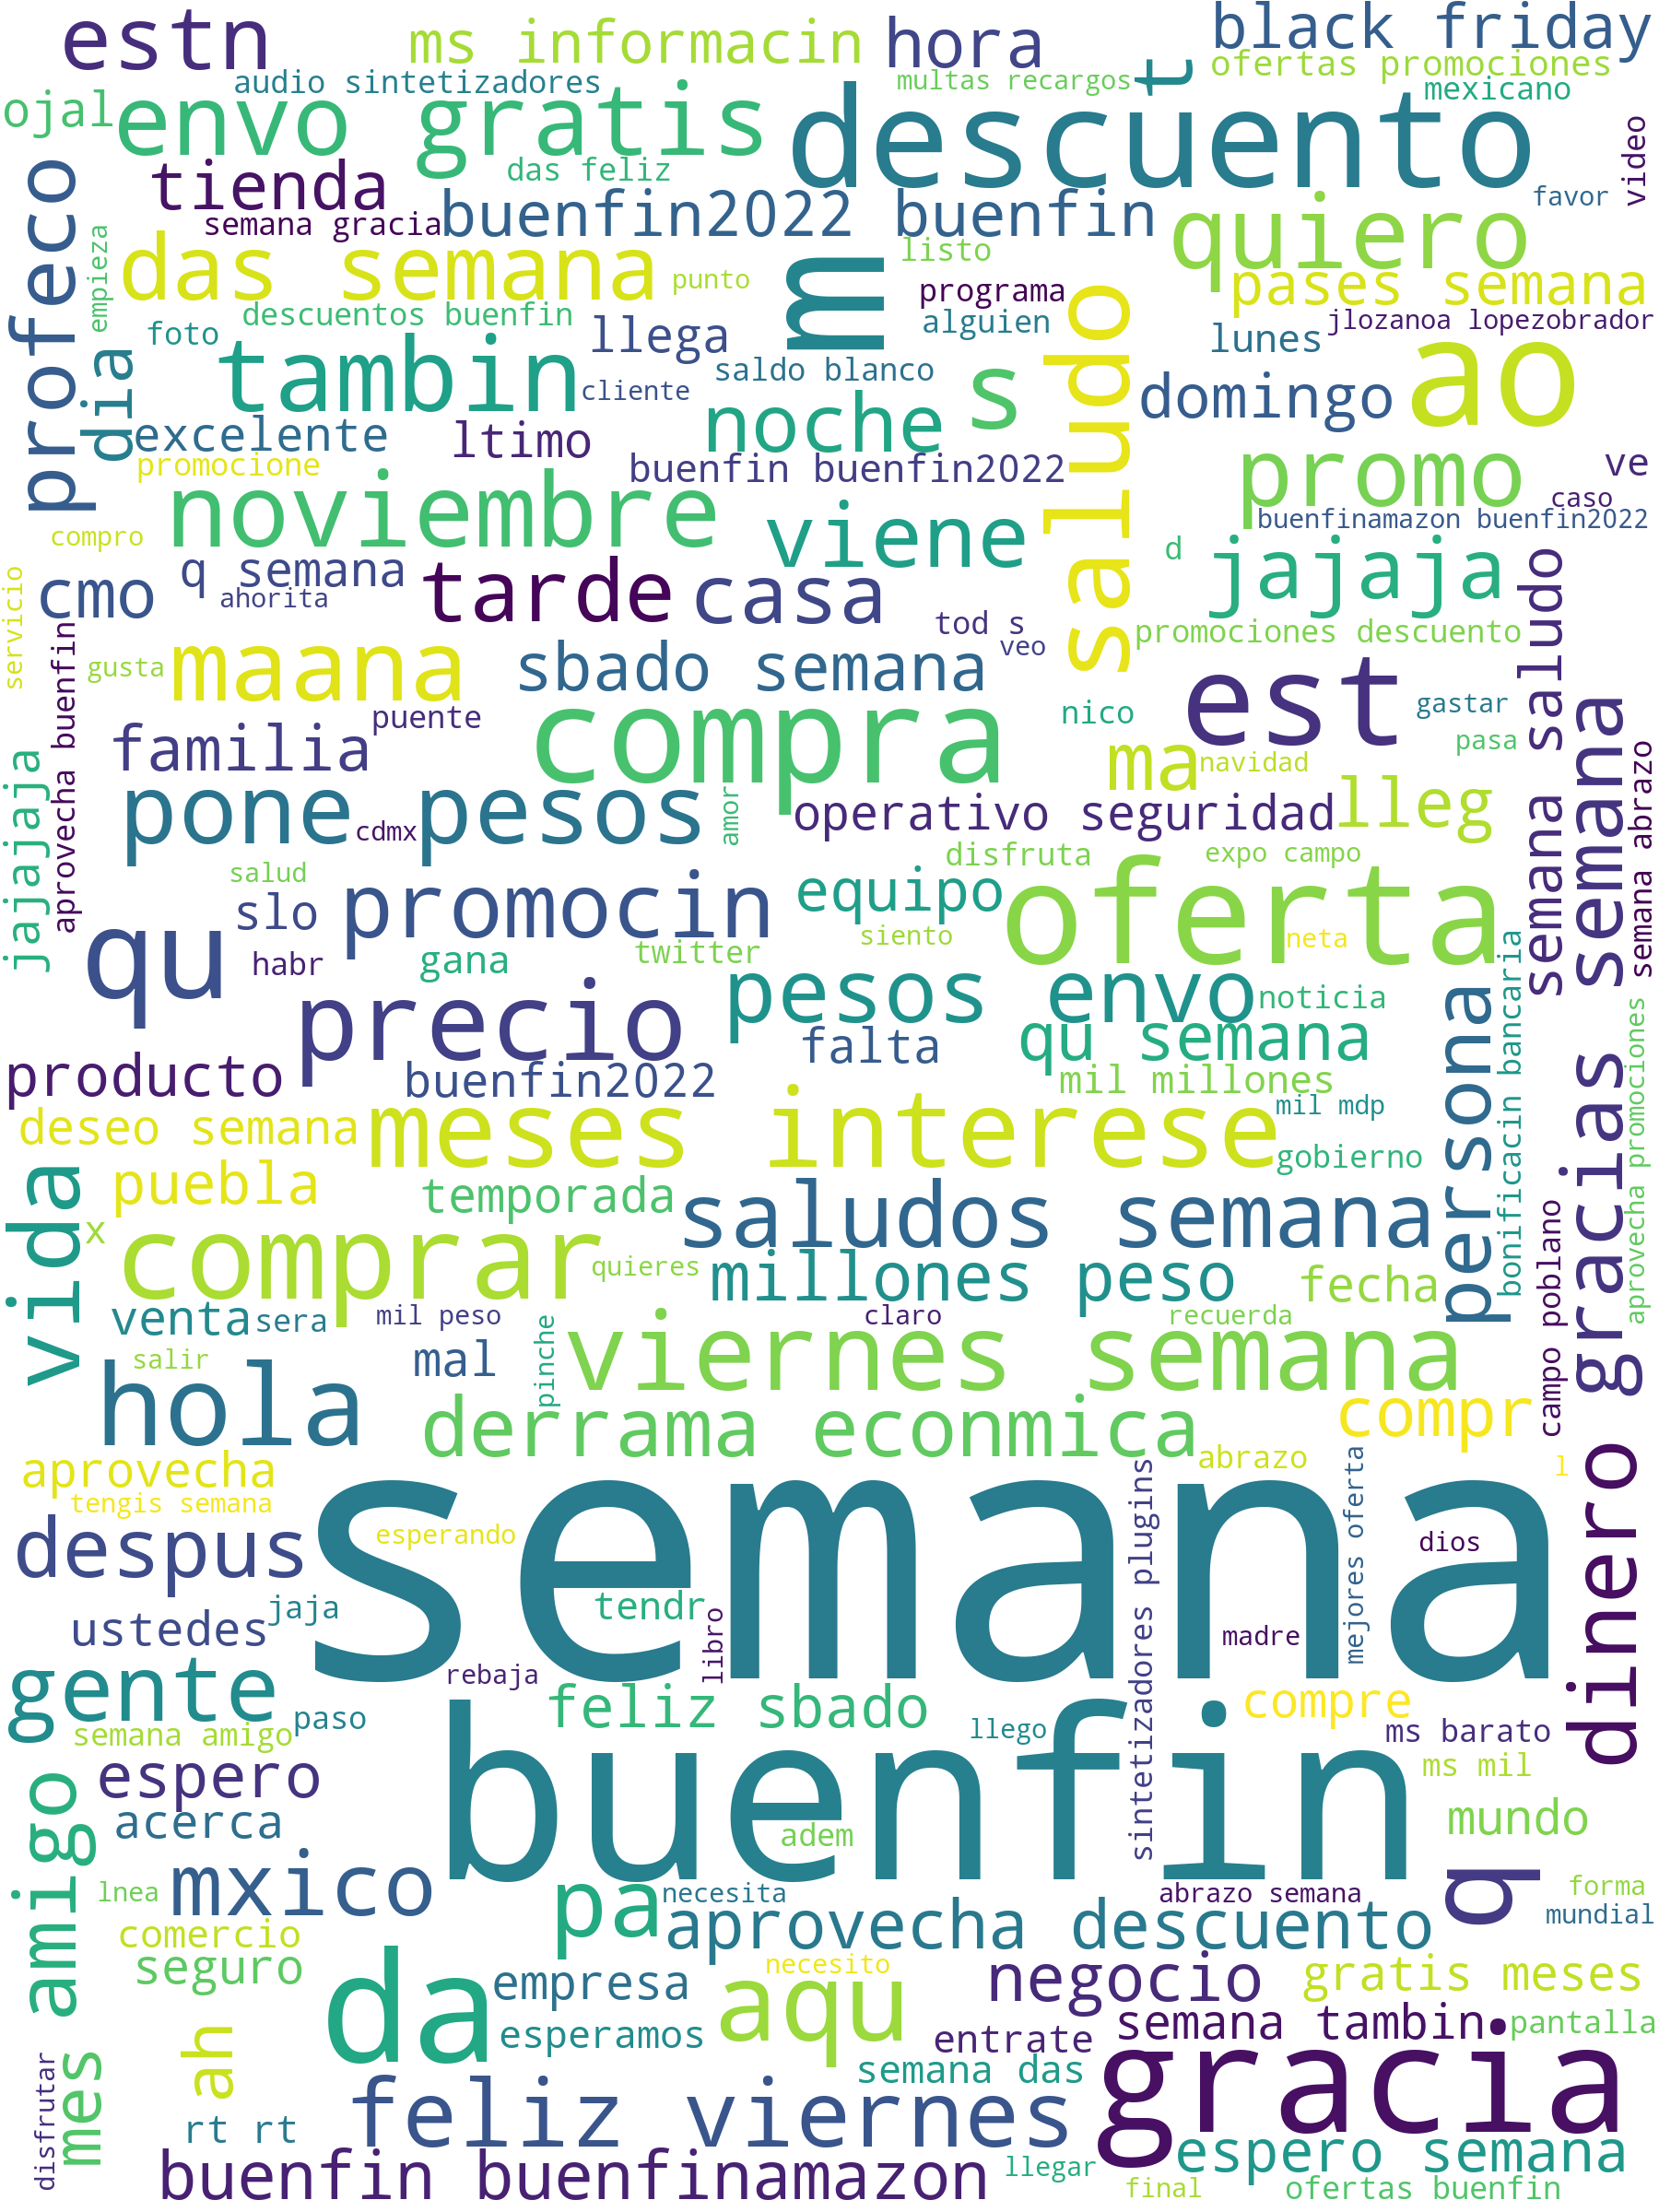 estn
ms informacin
hora
black friday
audio sintetizadores
multas recargos
t
ofertas promociones
mexicano
ojal
envo gratis
descuento
video
das feliz
profeco
tienda
favor
semana gracia
buenfin2022 buenfin
quiero
empieza
das semana
punto
m
listo
pases semana
saludo
programa
descuentos buenfin
foto
llega
alguien
lunes
jlozanoa lopezobrador
dia
tambin
saldo blanco
cliente
s
ao
noche
domingo
excelente
ltimo
promocione
buenfin buenfin2022
promo
ve
caso
noviembre
viene
buenfinamazon buenfin2022
compro
d
jajaja
cmo
q semana
ahorita
tarde
casa
servicio
tod s
promociones descuento
semana saludo
veo
aprovecha buenfin
gusta
maana
sbado semana
est
nico
gastar
puente
familia
compra
ma
navidad
pasa
gracias semana
semana abrazo
jajajaja
pone
cdmx
pesos
amor
operativo seguridad
lleg
disfruta
expo campo
salud
slo
promocin
equipo
oferta
qu
siento
neta
habr
gana
twitter
bonificacin bancaria
persona
precio
pesos envo
noticia
falta
qu semana
aprovecha promociones
producto
buenfin2022
mil millones
mil mdp
deseo semana
meses interese
gobierno
vida
puebla
temporada
saludos semana
campo poblano
x
comprar
quieres
millones peso
fecha
venta
sera
mil peso
claro
recuerda
salir
mal
pinche
viernes semana
hola
derrama econmica
compr
dinero
aprovecha
abrazo
mejores oferta
l
tengis semana
sintetizadores plugins
despus
esperando
semana
dios
jaja
tendr
ustedes
libro
madre
gente
rebaja
feliz sbado
compre
paso
llego
ms barato
semana amigo
ms mil
espero
amigo
buenfin
acerca
adem
mundo
mxico
q
lnea
pa
necesita
abrazo semana
forma
mundial
comercio
aprovecha descuento
seguro
da
empresa
necesito
aqu
negocio
gratis meses
semana tambin
pantalla
ah
esperamos
entrate
disfrutar
mes
semana das
gracia
feliz viernes
rt rt
espero semana
buenfin buenfinamazon
llegar
final
ofertas buenfin